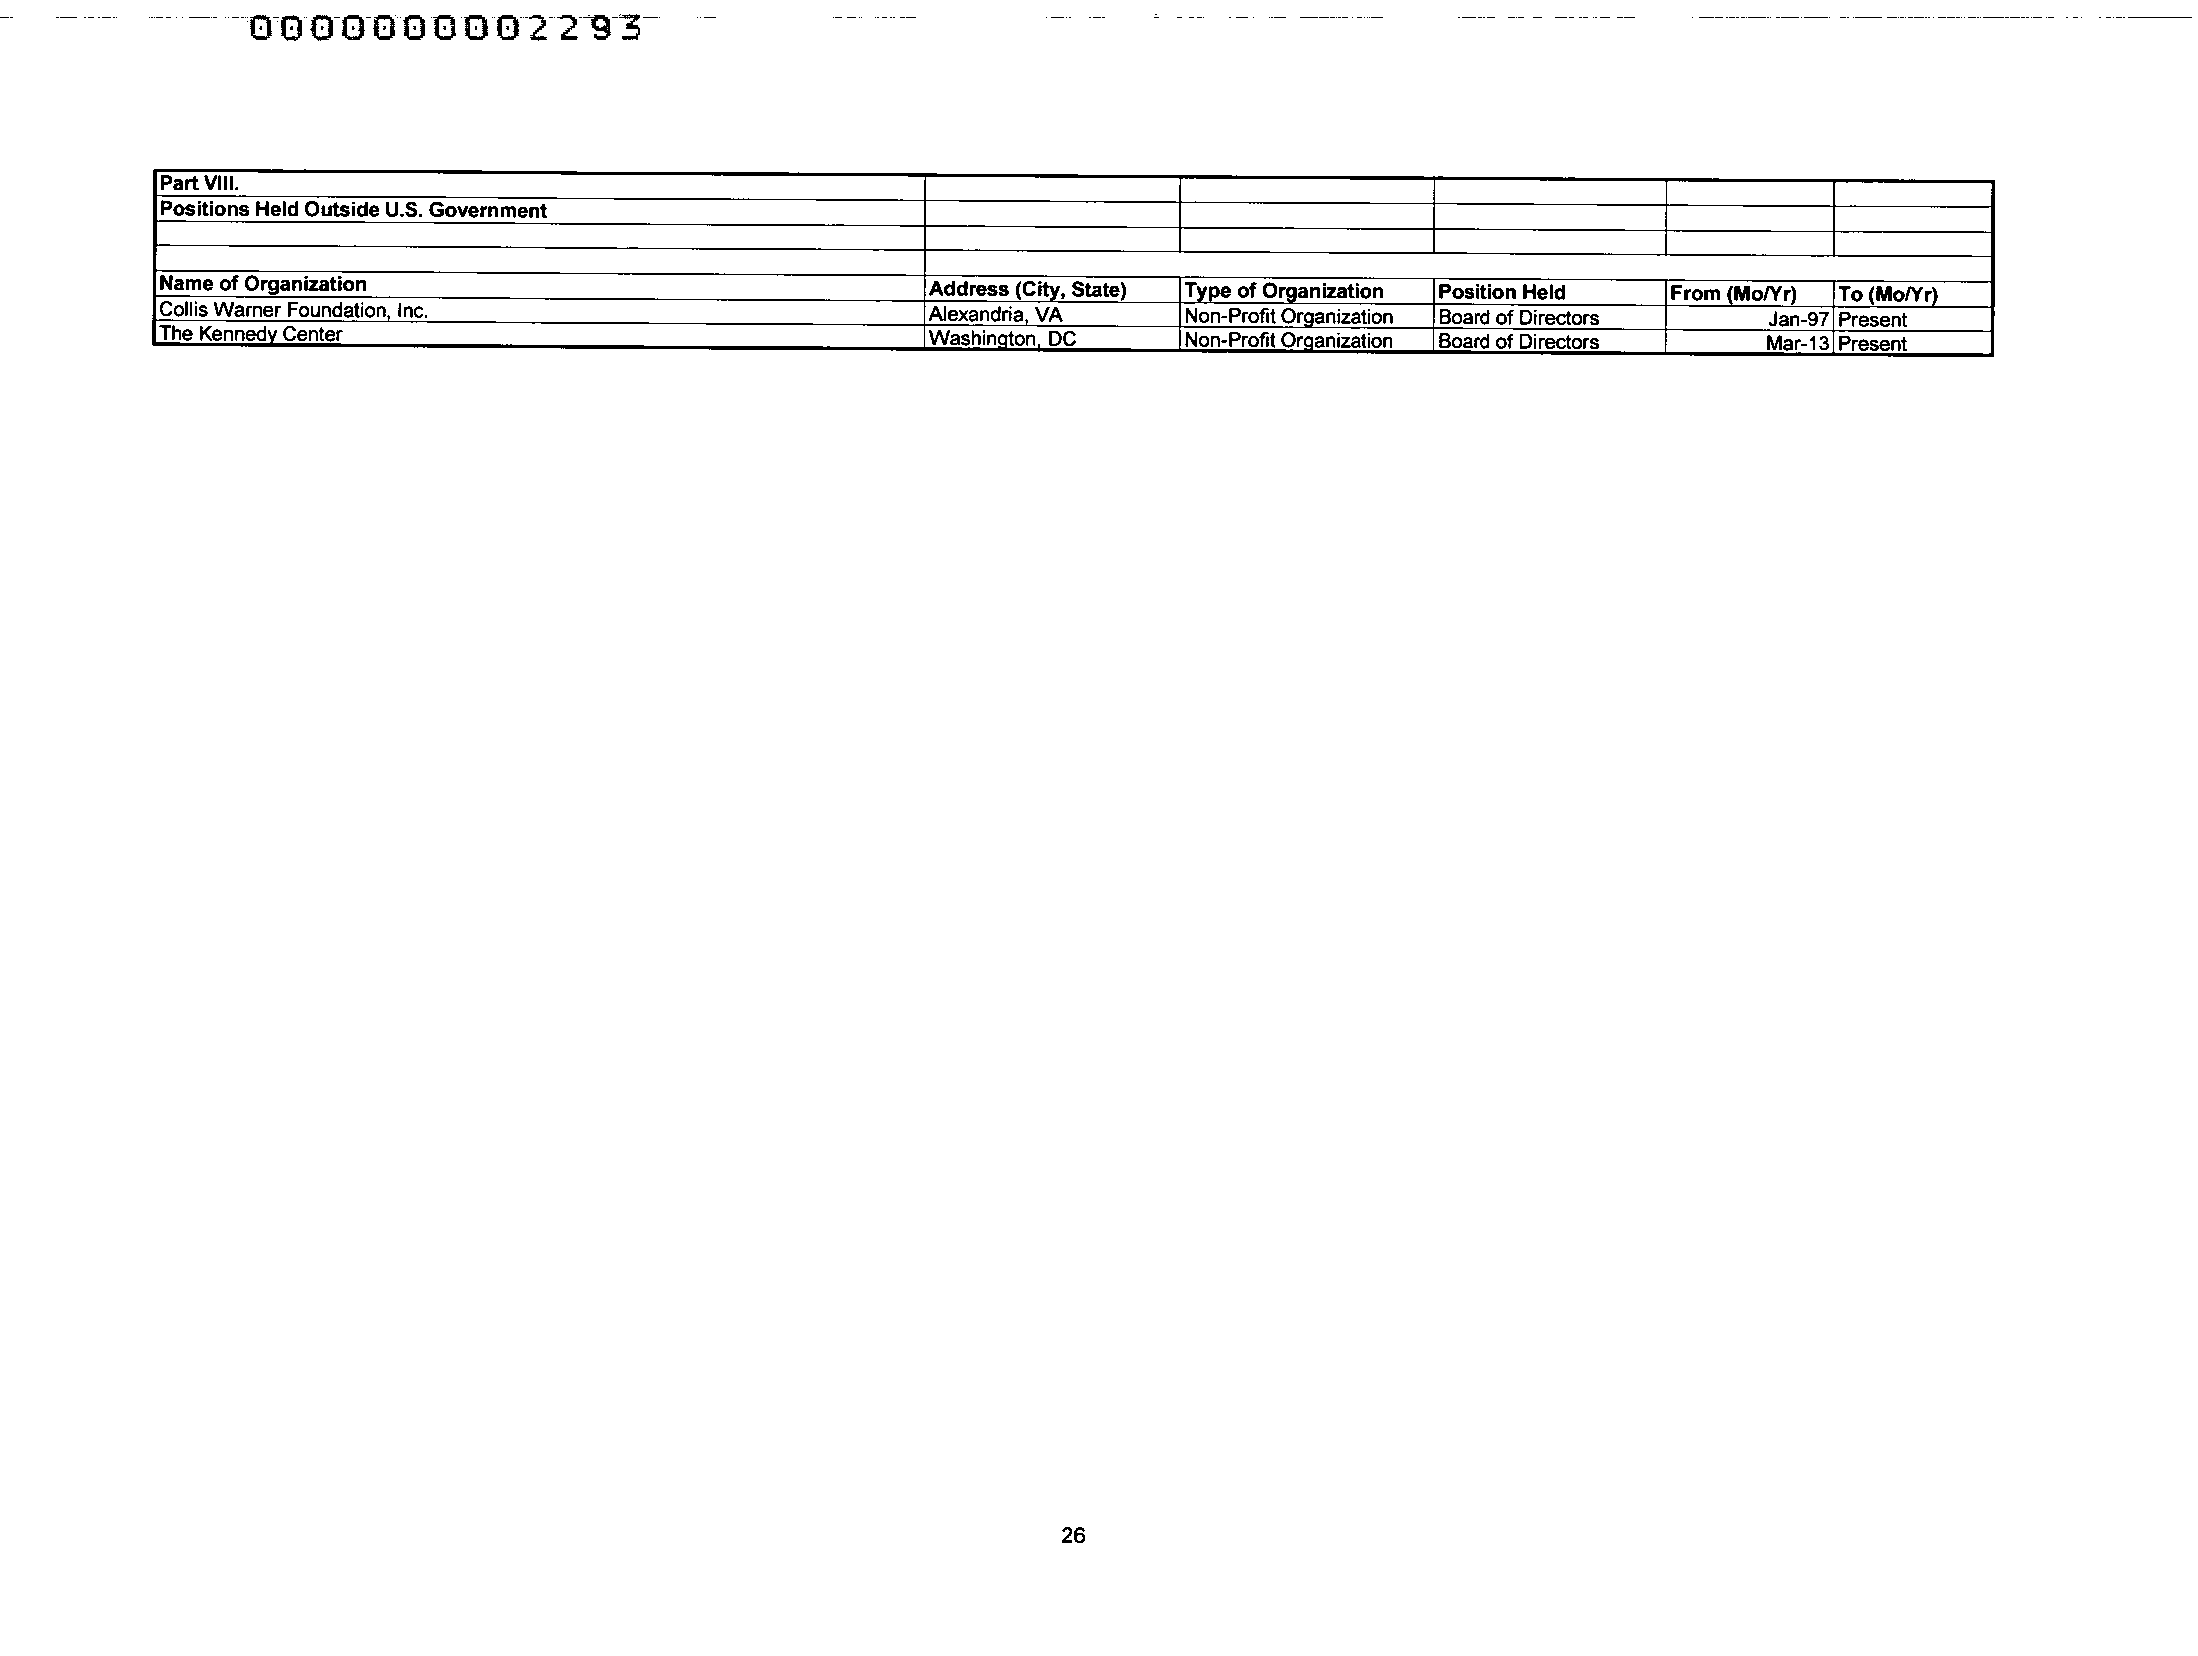 0000000002293
Part VIII.
Positions Held Outside U.S. Government
Name of Organization Address (City, State) Type of Organization Position Held From (Mo/Yr) To (Mo/Yr)
Collis Warner Foundation, Inc. Alexandria, VA Non-Profit Organization Board of Directors Jan-97 Present
The Kennedy Center Washington, DC Non-Profit Organization Board of Directors Mar-13 Present
26